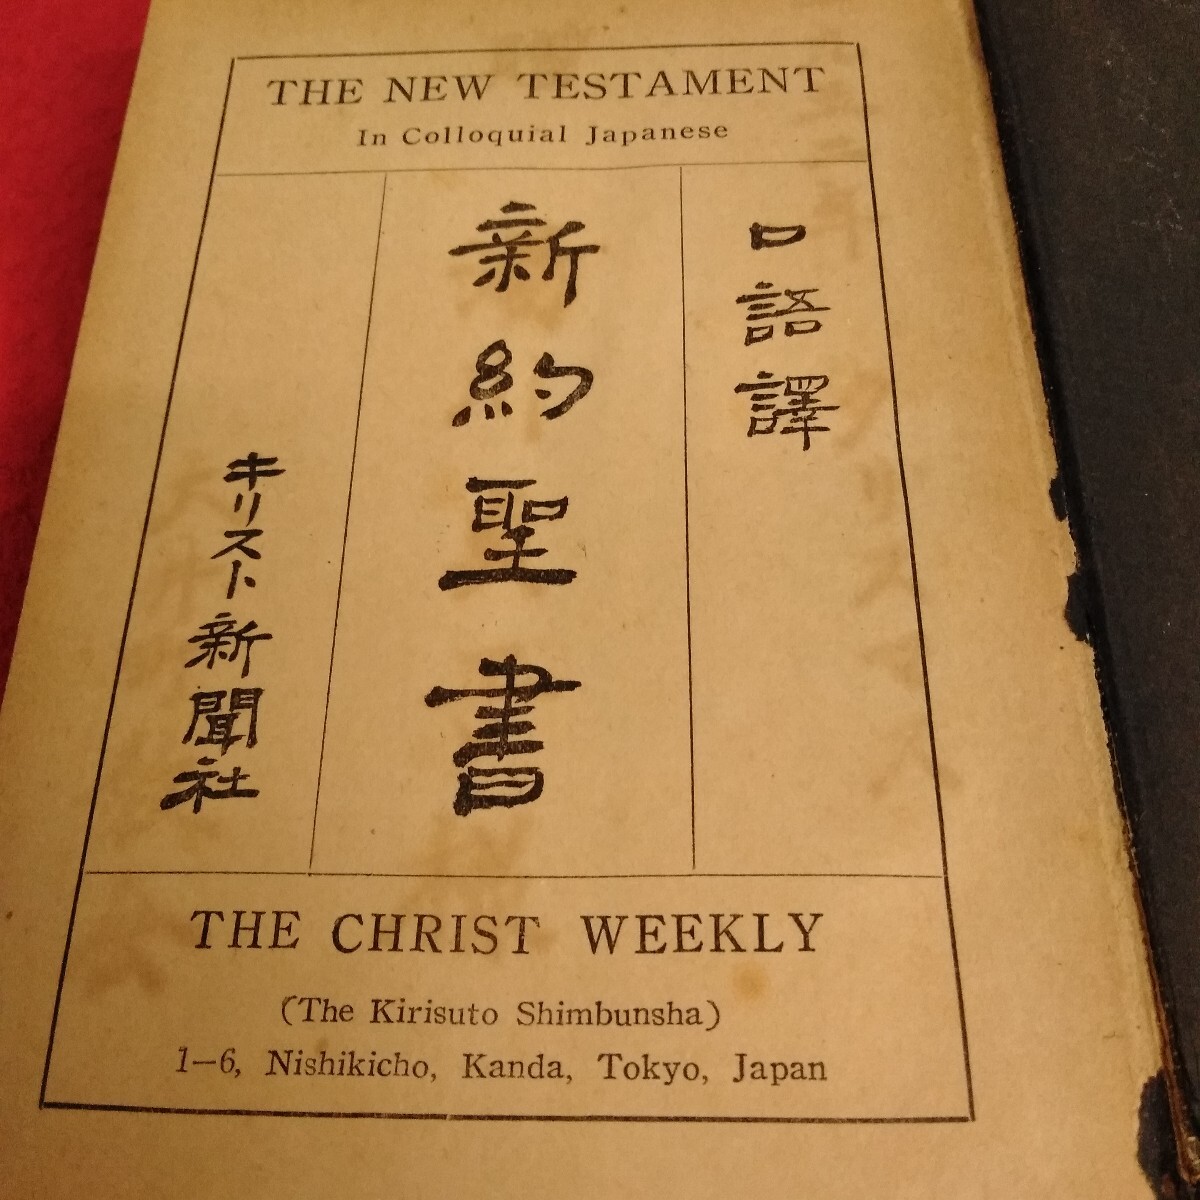 THE NEW TESTAMENT
In Colloquial Japanese
口語譯
新約聖書
キリスト新聞社
THE CHRIST WEEKLY
(The Kirisuto Shimbunsha)
1—6, Nishikicho, Kanda, Tokyo, Japan